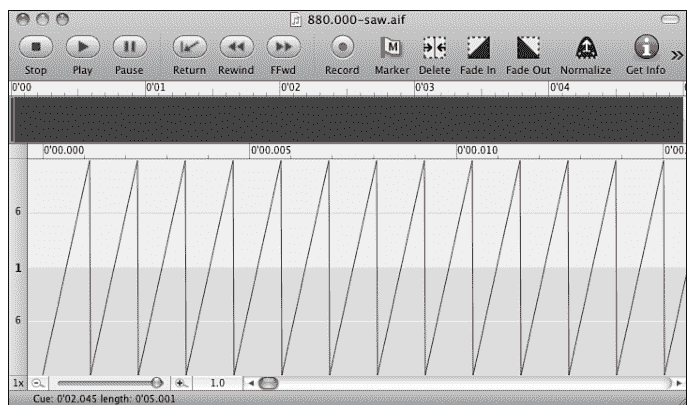 880.000-saw.aif
Stop Play Pause Return Rewind FFwd Record M Marker Delete Fade In Fade Out Normalize i Get Info »
0'00 0'01 0'02 0'03 0'04
0'00.000 0'00.005 0'00.010 0'00.
6
1
6
1x 1.0
Cue: 0'02.045 length: 0'05.001